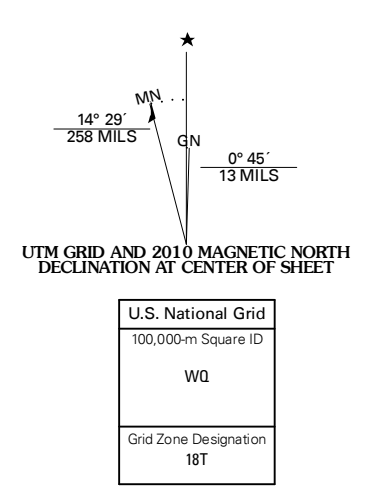 MN
14° 29´
258 MILS
GN
0° 45´
13 MILS
UTM GRID AND 2010 MAGNETIC NORTH
DECLINATION AT CENTER OF SHEET
U.S. National Grid
100,000-m Square ID
WQ
Grid Zone Designation
18T